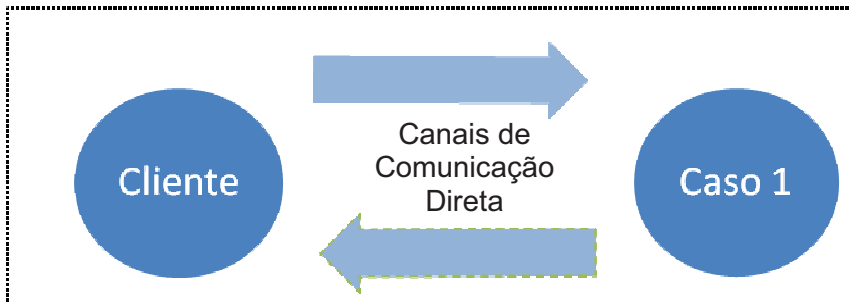 Cliente
Canais de
Comunicação
Direta
Caso 1